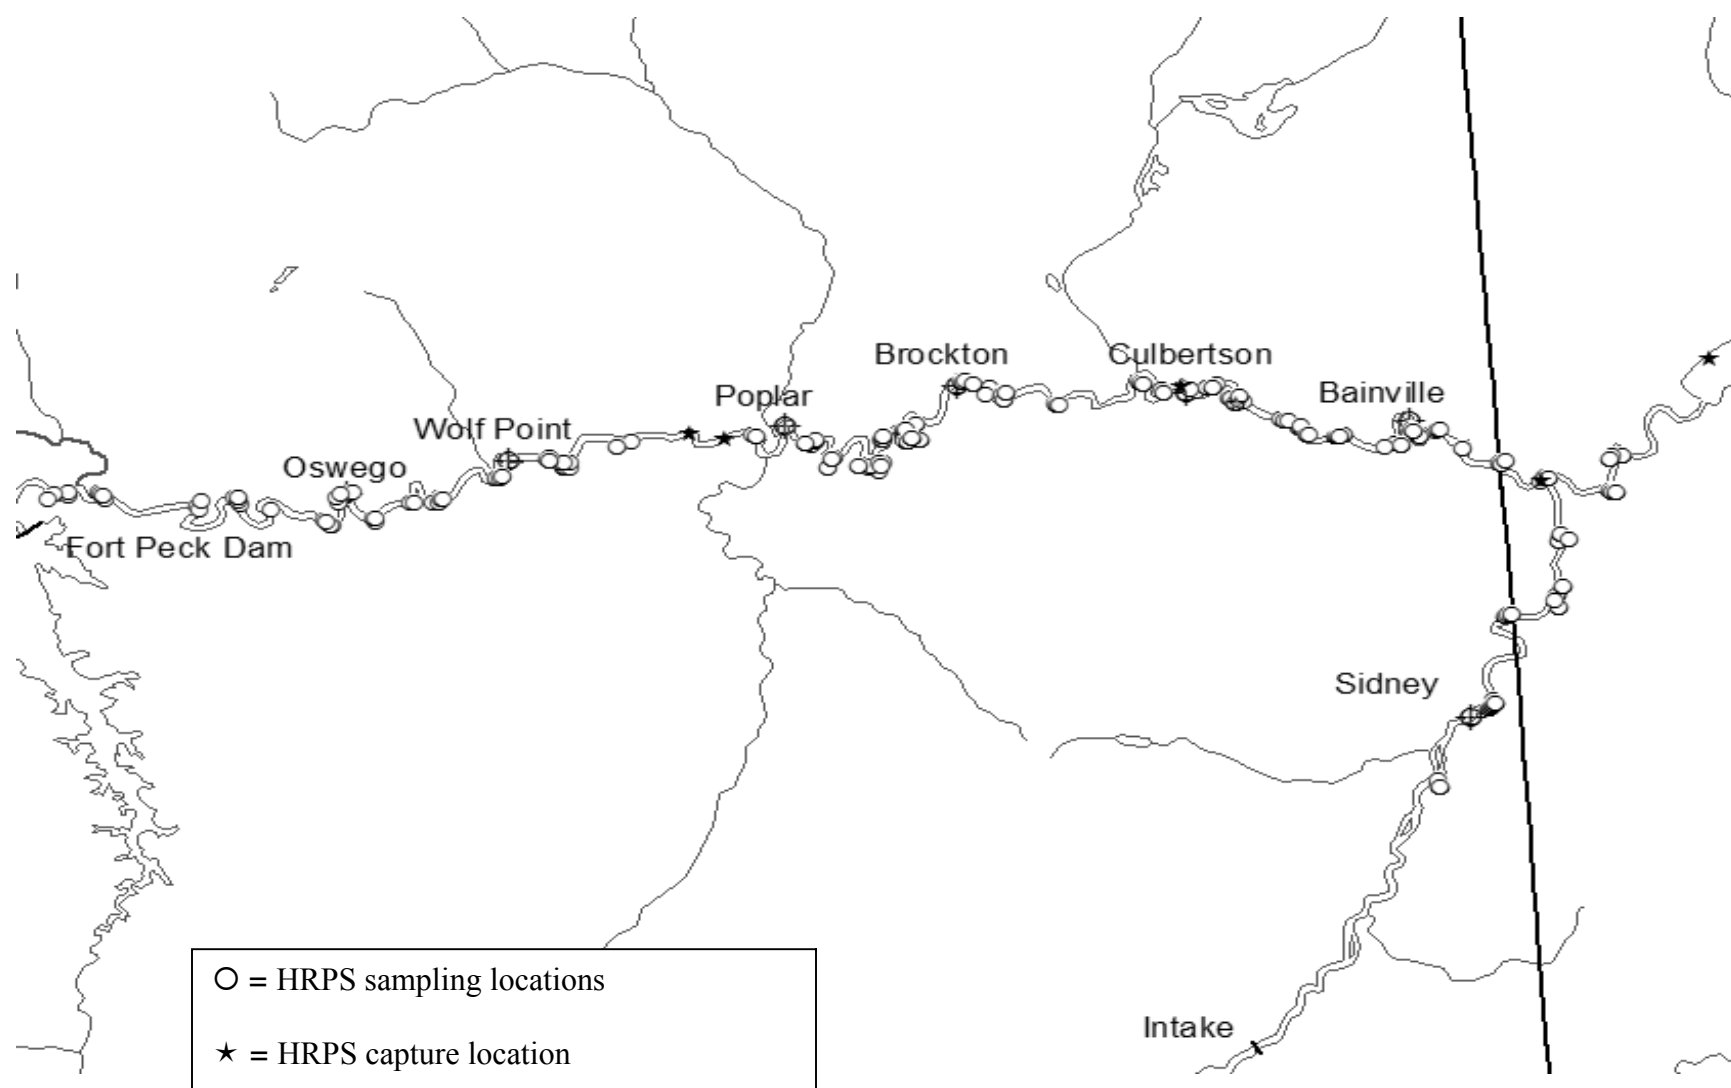 Brockton
Culbertson
Poplar
Bainville
Wolf Point
Oswego
Fort Peck Dam
Sidney
Intake
○ = HRPS sampling locations
★ = HRPS capture location